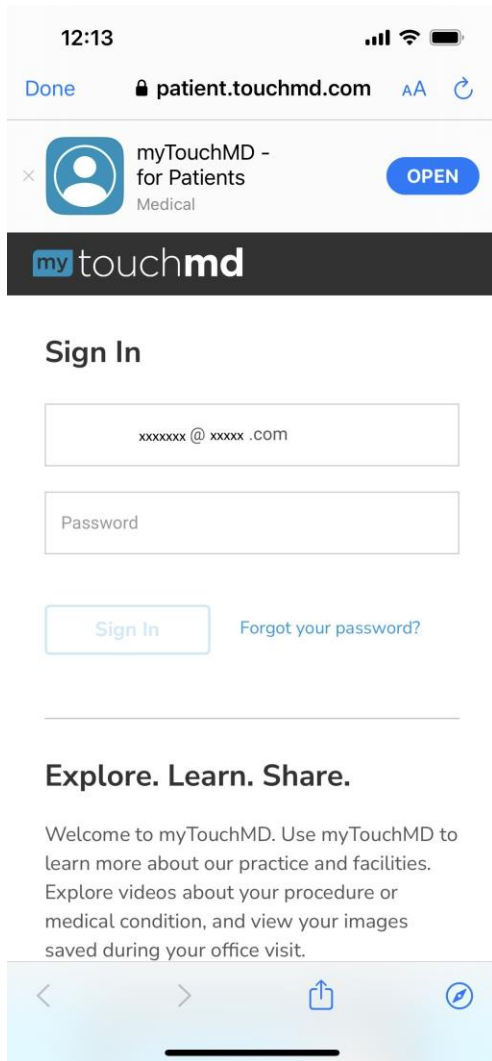 12:13
Done patient.touchmd.com AA
myTouchMD -
for Patients
Medical
OPEN
my touchmd
Sign In
xxxxxxx @ xxxxx .com
Password
Sign In Forgot your password?
Explore. Learn. Share.
Welcome to myTouchMD. Use myTouchMD to
learn more about our practice and facilities.
Explore videos about your procedure or
medical condition, and view your images
saved during your office visit.